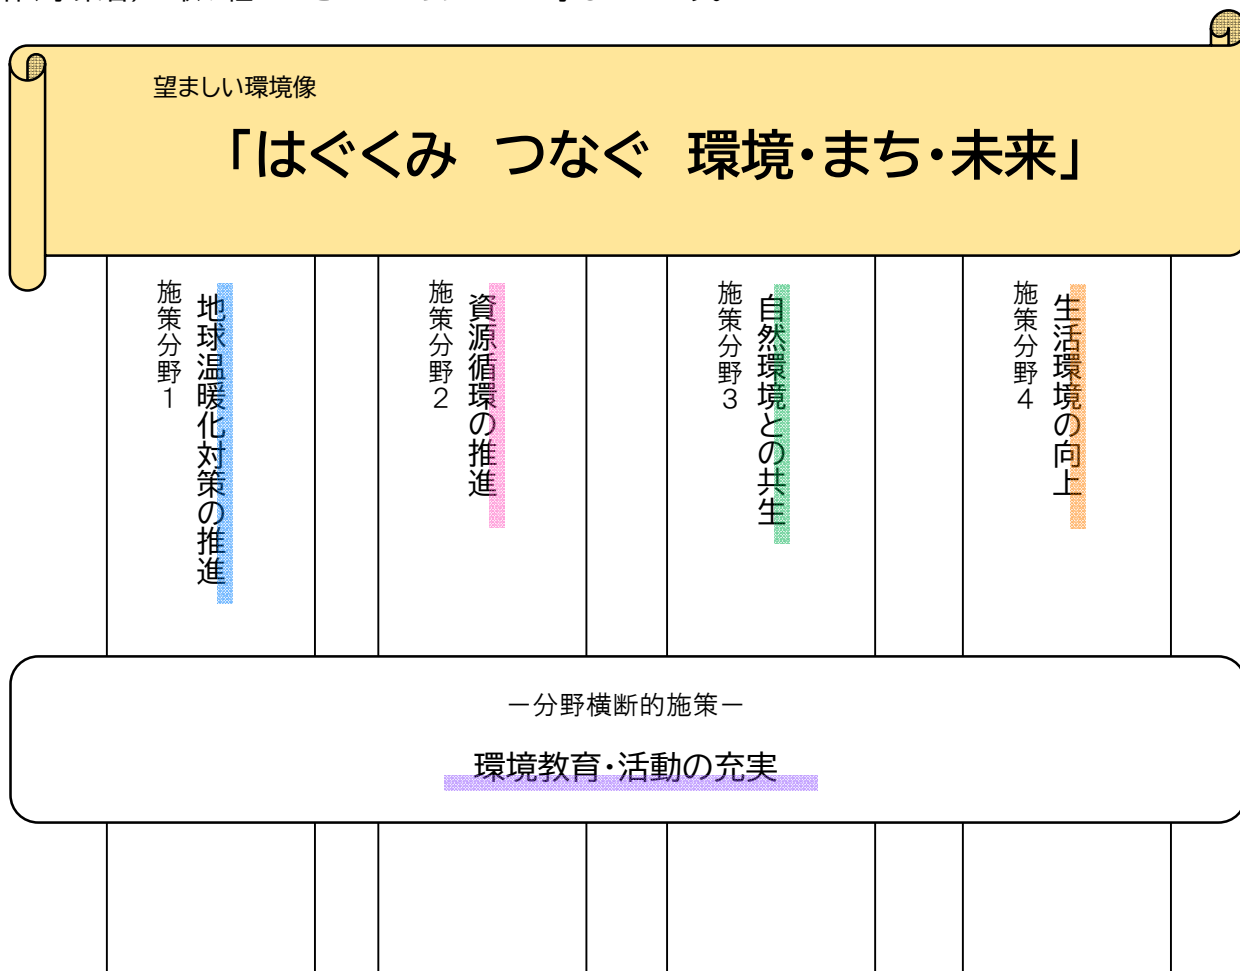 望ましい環境像
「はぐくみ　つなぐ　環境・まち・未来」
施策分野１
地球温暖化対策の推進
施策分野２
資源循環の推進
施策分野３
自然環境との共生
施策分野４
生活環境の向上
－分野横断的施策－
環境教育・活動の充実